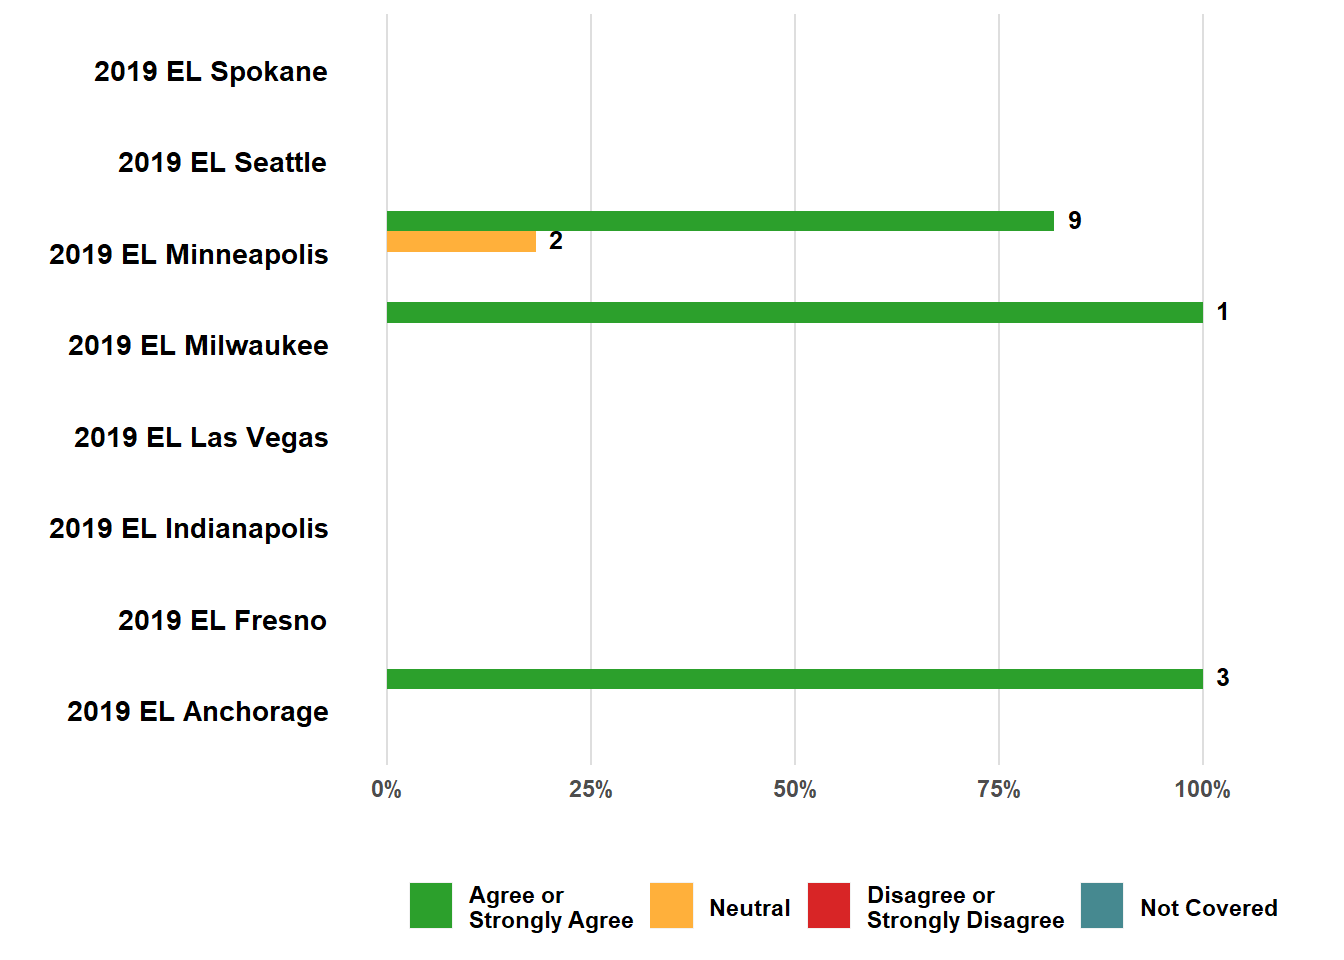 2019 EL Spokane
2019 EL Seattle
9
2
2019 EL Minneapolis
1
2019 EL Milwaukee
2019 EL Las Vegas
2019 EL Indianapolis
2019 EL Fresno
3
2019 EL Anchorage
0% 25% 50% 75% 100%
Agree or
Strongly Agree
Neutral
Disagree or
Strongly Disagree
Not Covered